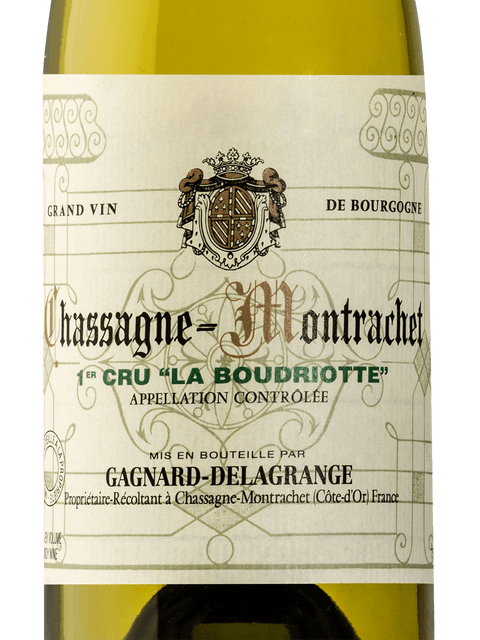 GRAND VIN DE BOURGOGNE
Chassagne-Montrachet
1ER CRU "LA BOUDRIOTTE"
APPELLATION CONTRÔLÉE
MIS EN BOUTEILLE PAR
GAGNARD-DELAGRANGE
Propriétaire-Récoltant à Chassagne-Montrachet (Côte-d'Or) France